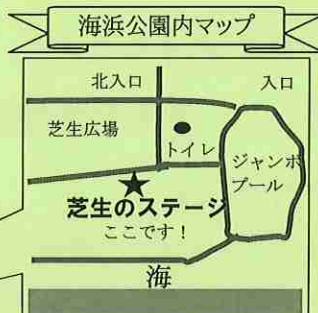 海浜公園内マップ
北入口
入口
芝生広場
トイレ
ジャンボ
プール
芝生のステージ
ここです！
海